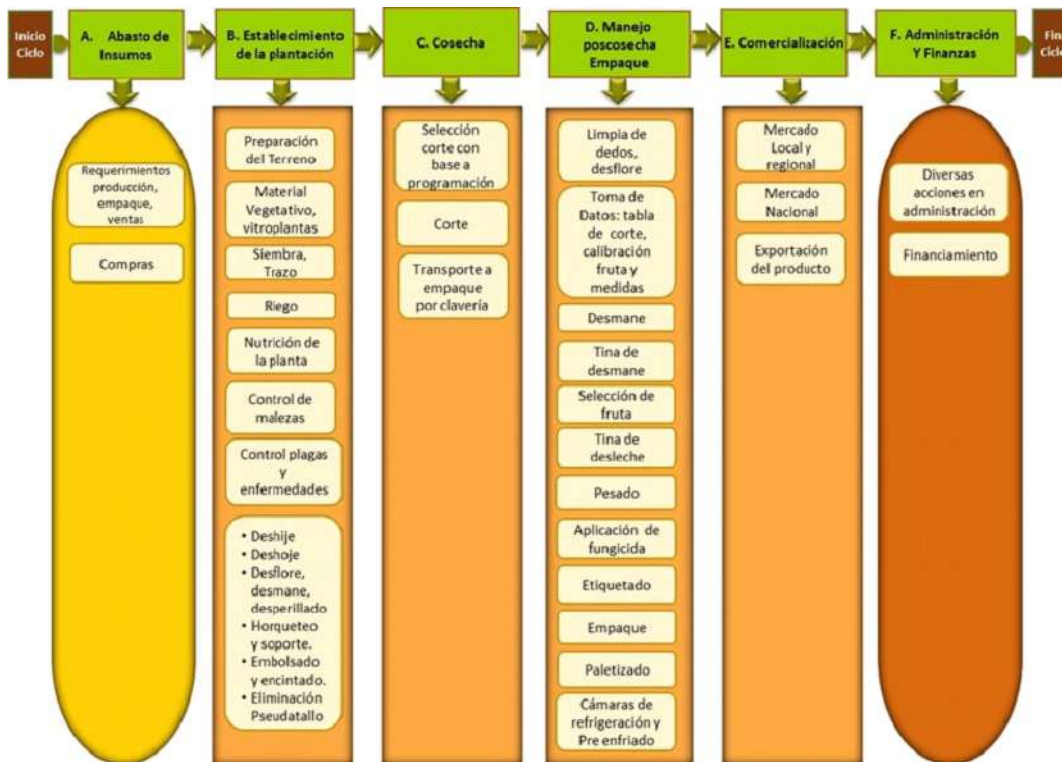 Inicio
Ciclo
A. Abasto de
Insumos
B. Establecimiento
de la plantación
C. Cosecha
D. Manejo
poscosecha
Empaque
E. Comercialización
F. Administración
Y Finanzas
Fin
Ciclo
Requerimientos
producción,
empaque,
ventas
Compras
Preparación
del Terreno
Material
Vegetativo,
vitroplantas
Siembra,
Trazo
Riego
Nutrición de
la planta
Control de
malezas
Control plagas
y
enfermedades
• Deshije
• Deshoje
• Desflore,
desmane,
desperillado
• Horqueteo
y soporte.
• Embolsado
y encintado.
• Eliminación
Pseudatallo
Selección
corte con
base a
programación
Corte
Transporte a
empaque
por clavería
Limpia de
dedos,
desflore
Toma de
Datos: tabla
de corte,
calibración
fruta y
medidas
Desmane
Tina de
desmane
Selección de
fruta
Tina de
desleche
Pesado
Aplicación de
fungicida
Etiquetado
Empaque
Paletizado
Cámaras de
refrigeración y
Pre enfriado
Mercado
Local y
regional
Mercado
Nacional
Exportación
del producto
Diversas
acciones en
administración
Financiamiento